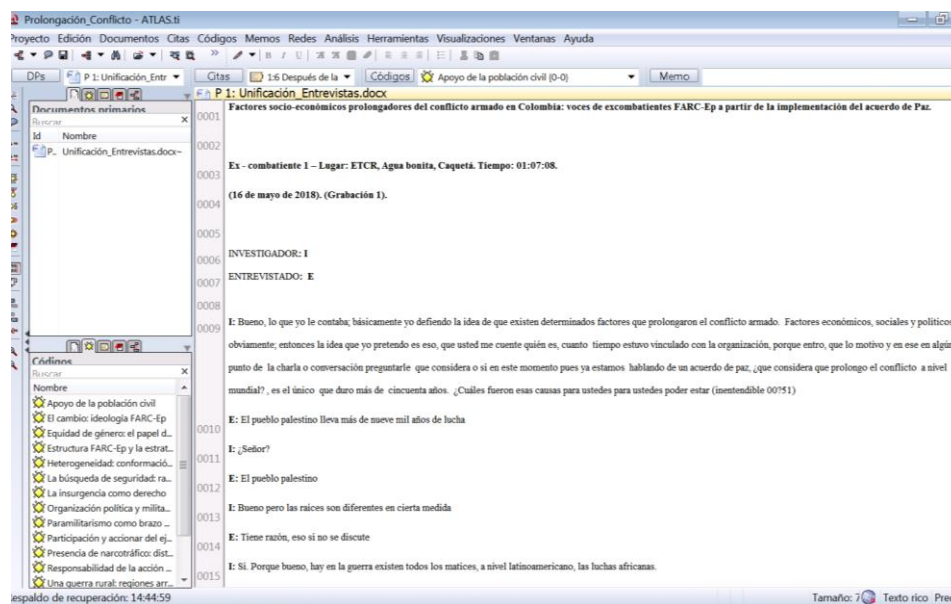 Prolongación_Conflicto - ATLAS.ti
Proyecto Edición Documentos Citas Códigos Memos Redes Análisis Herramientas Visualizaciones Ventanas Ayuda
DPs P 1: Unificación_Entr Citas 1:6 Después de la Códigos Apoyo de la población civil (0-0) Memo
P 1: Unificación_Entrevistas.docx
Documentos primarios
Buscar
Id Nombre
P.. Unificación_Entrevistas.docx~
Códigos
Buscar
Nombre
Apoyo de la población civil
El cambio: ideología FARC-Ep
Equidad de género: el papel d...
Estructura FARC-Ep y la estrat...
Heterogeneidad: conformació...
La búsqueda de seguridad: ra...
La insurgencia como derecho
Organización política y milita...
Paramilitarismo como brazo ...
Participación y accionar del ej...
Presencia de narcotráfico: dist...
Responsabilidad de la acción ...
Una guerra rural: regiones arr...
0001 Factores socio-económicos prolongadores del conflicto armado en Colombia: voces de excombatientes FARC-Ep a partir de la implementación del acuerdo de Paz.
0002
0003 Ex - combatiente 1 – Lugar: ETCR, Agua bonita, Caquetá. Tiempo: 01:07:08.
0004 (16 de mayo de 2018). (Grabación 1).
0005
0006 INVESTIGADOR: I
0007 ENTREVISTADO: E
0008
0009 I: Bueno, lo que yo le contaba; básicamente yo defiendo la idea de que existen determinados factores que prolongaron el conflicto armado. Factores económicos, sociales y políticos
obviamente; entonces la idea que yo pretendo es eso, que usted me cuente quién es, cuanto tiempo estuvo vinculado con la organización, porque entro, que lo motivo y en ese en algún
punto de la charla o conversación preguntarle que considera o si en este momento pues ya estamos hablando de un acuerdo de paz, ¿que considera que prolongo el conflicto a nivel
mundial? , es el único que duro más de cincuenta años. ¿Cuáles fueron esas causas para ustedes para ustedes poder estar (inentendible 00?51)
0010 E: El pueblo palestino lleva más de nueve mil años de lucha
0011 I: ¿Señor?
0012 E: El pueblo palestino
0013 I: Bueno pero las raíces son diferentes en cierta medida
0014 E: Tiene razón, eso si no se discute
0015 I: Si. Porque bueno, hay en la guerra existen todos los matices, a nivel latinoamericano, las luchas africanas.
espaldo de recuperación: 14:44:59 Tamaño: 7 Texto rico Pre